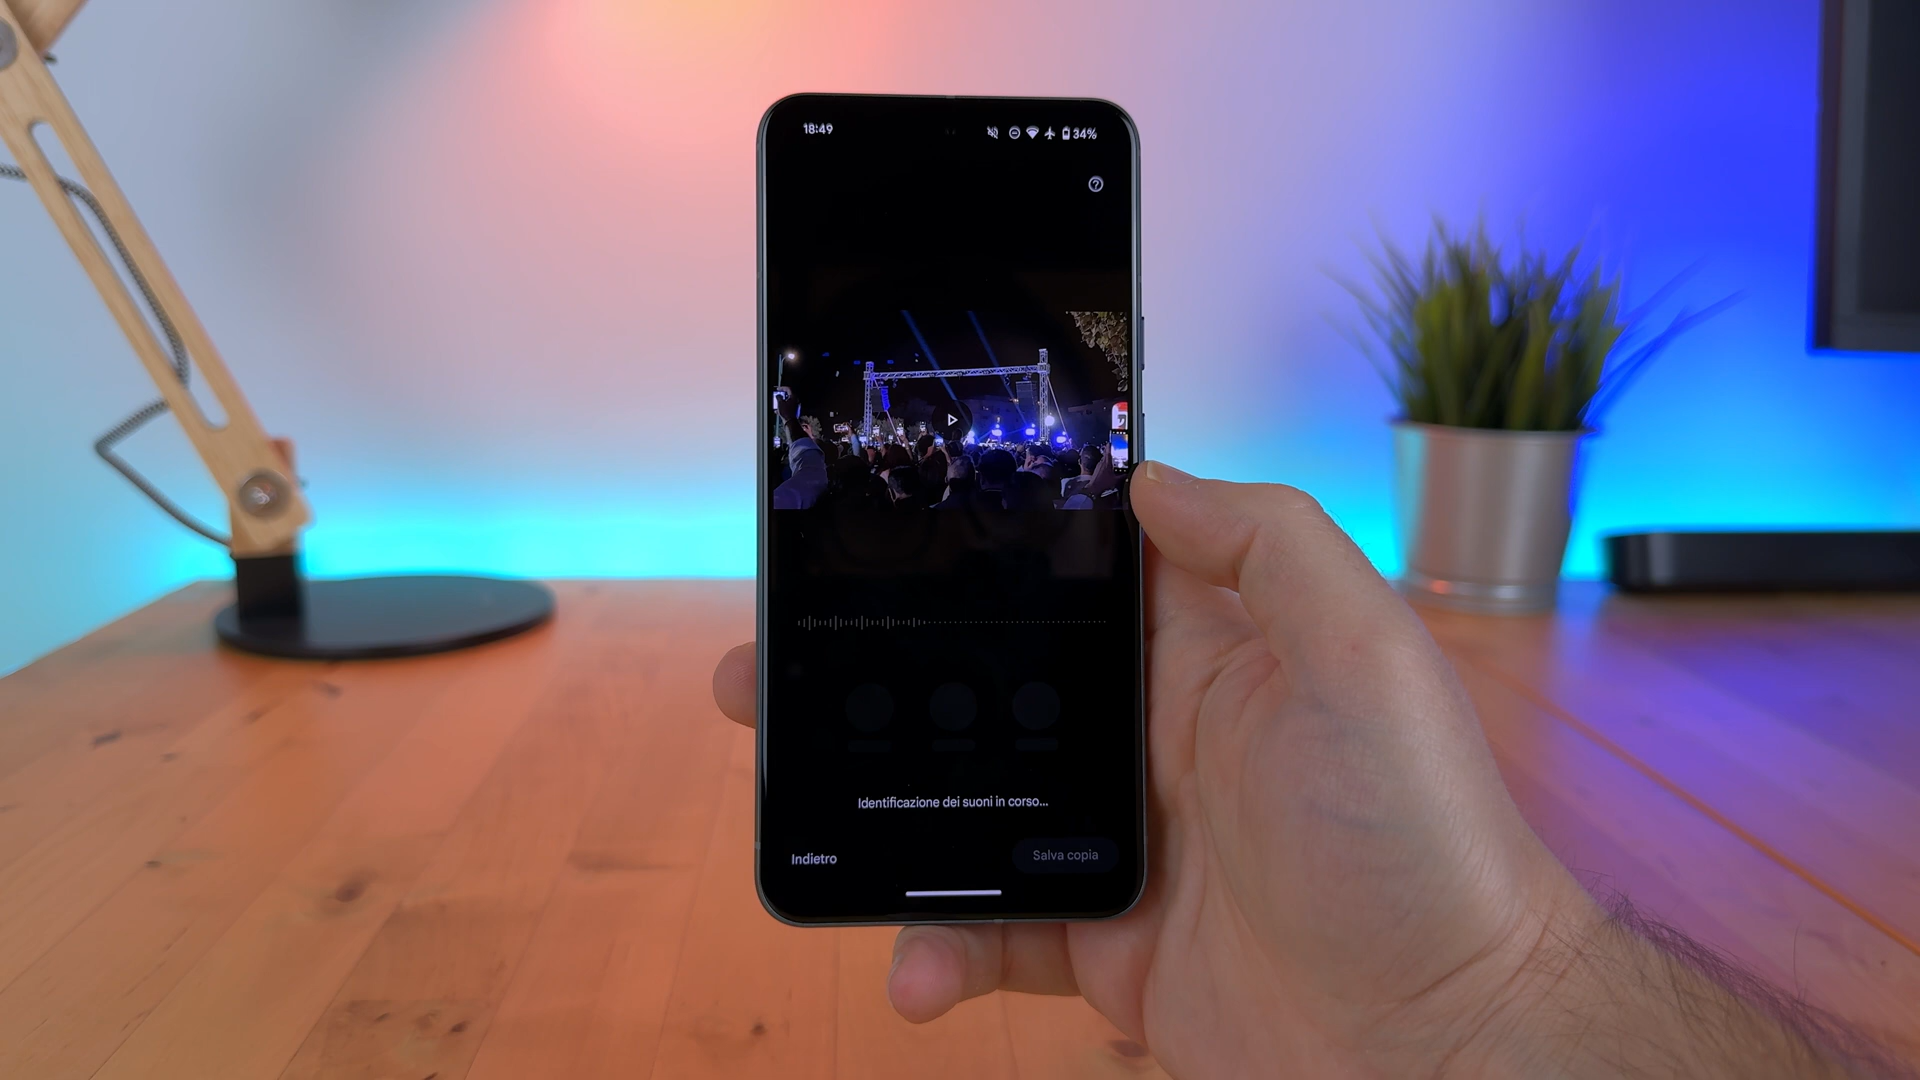 18:49
34%
Identificazione dei suoni in corso...
Indietro
Salva copia